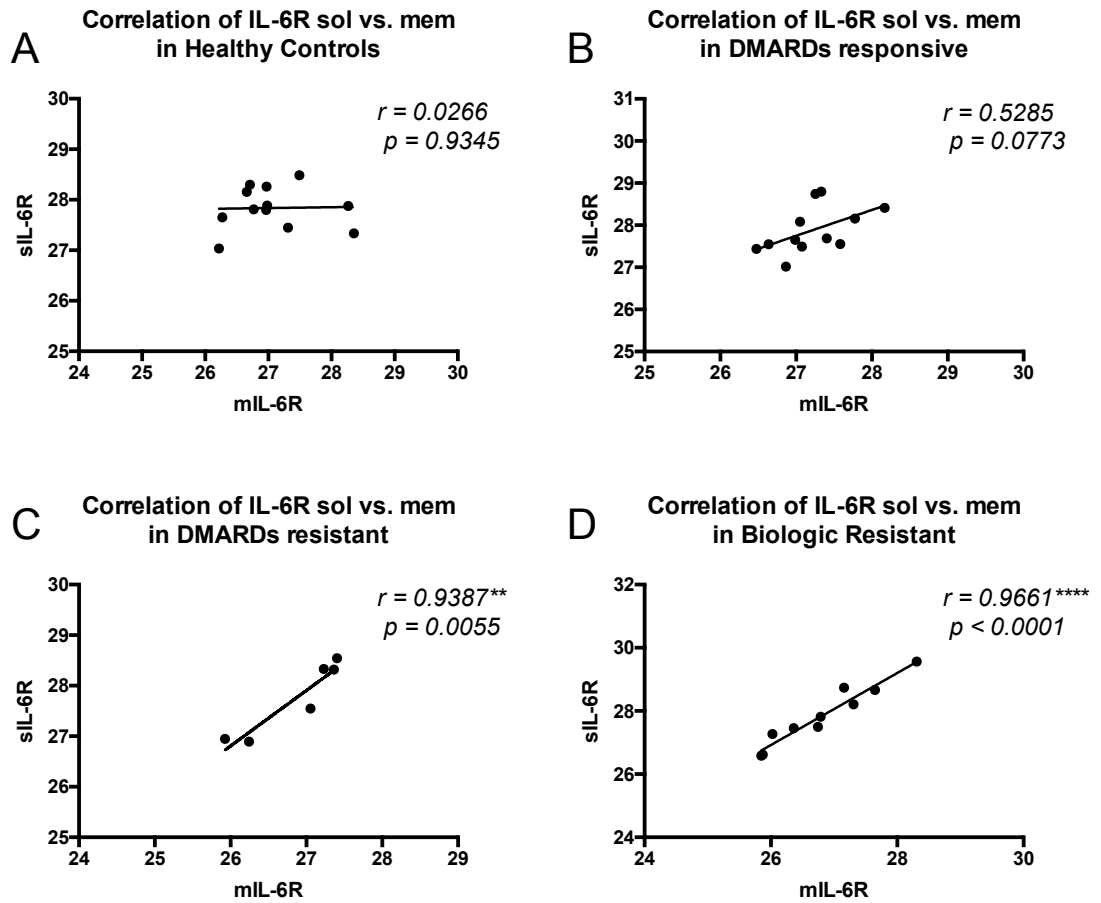 A
Correlation of IL-6R sol vs. mem
in Healthy Controls
r = 0.0266
p = 0.9345
sIL-6R
30
29
28
27
26
25
24 25 26 27 28 29 30
mIL-6R
B
Correlation of IL-6R sol vs. mem
in DMARDs responsive
r = 0.5285
p = 0.0773
sIL-6R
31
30
29
28
27
26
25
25 26 27 28 29 30
mIL-6R
C
Correlation of IL-6R sol vs. mem
in DMARDs resistant
r = 0.9387**
p = 0.0055
sIL-6R
30
29
28
27
26
25
24 25 26 27 28 29
mIL-6R
D
Correlation of IL-6R sol vs. mem
in Biologic Resistant
r = 0.9661****
p < 0.0001
sIL-6R
32
30
28
26
24
24 26 28 30
mIL-6R